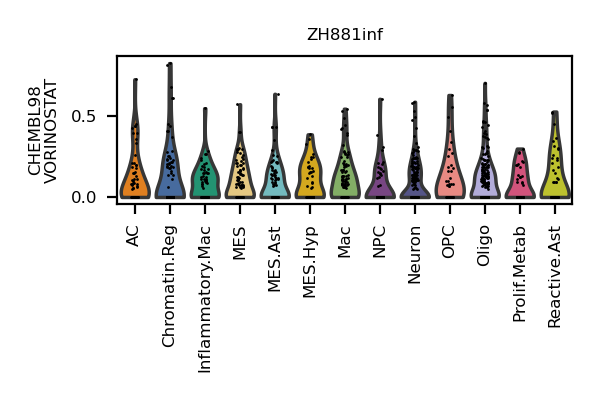 ZH881inf
CHEMBL98
VORINOSTAT
0.5
0.0
AC
Chromatin.Reg
Inflammatory.Mac
MES
MES.Ast
MES.Hyp
Mac
NPC
Neuron
OPC
Oligo
Prolif.Metab
Reactive.Ast